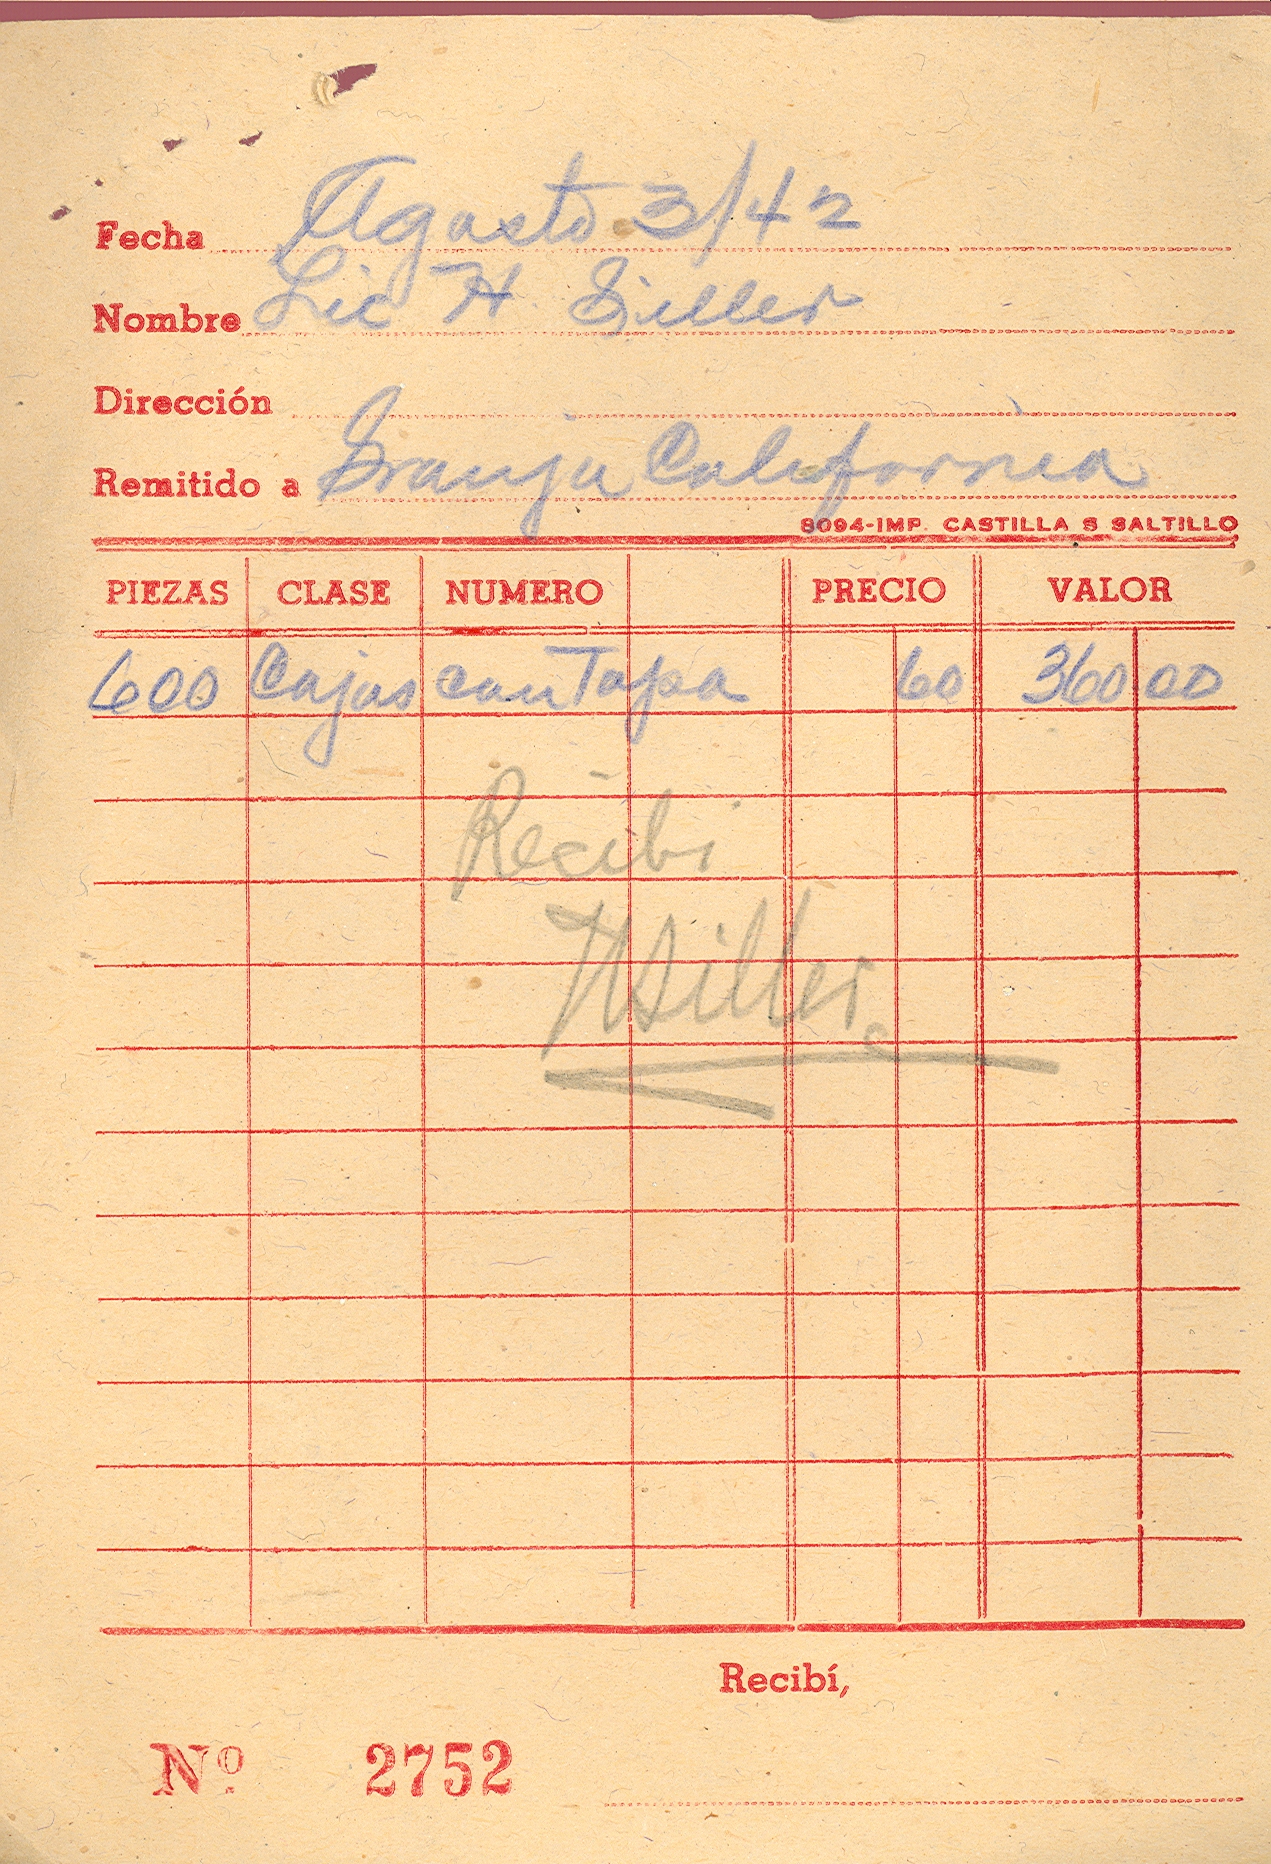 Fecha Agosto 3/42
Nombre Lic H. Siller
Dirección
Remitido a Granja California
8094-IMP. CASTILLA S SALTILLO
PIEZAS CLASE NUMERO PRECIO VALOR
600 Cajas con Tapa 60 360 00
Recibi
HSiller
Recibí,
Nº 2752